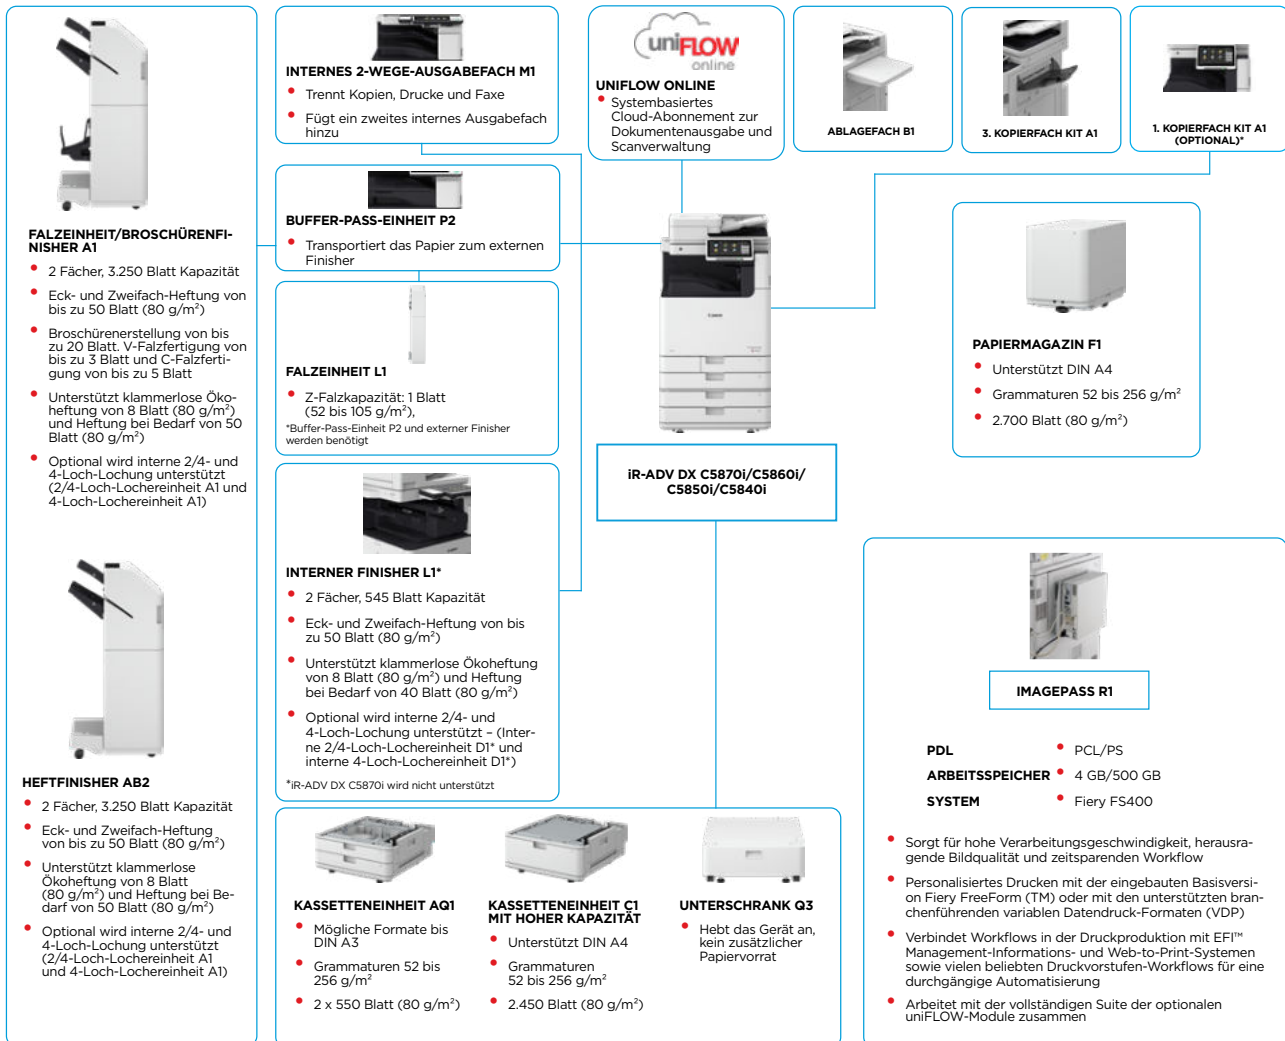 FALZEINHEIT/BROSCHÜRENFI-
NISHER A1
• 2 Fächer, 3.250 Blatt Kapazität
• Eck- und Zweifach-Heftung von
bis zu 50 Blatt (80 g/m²)
• Broschürenerstellung von bis
zu 20 Blatt. V-Falzfertigung von
bis zu 3 Blatt und C-Falzferti-
gung von bis zu 5 Blatt
• Unterstützt klammerlose Öko-
heftung von 8 Blatt (80 g/m²)
und Heftung bei Bedarf von 50
Blatt (80 g/m²)
• Optional wird interne 2/4- und
4-Loch-Lochung unterstützt
(2/4-Loch-Lochereinheit A1 und
4-Loch-Lochereinheit A1)
HEFTFINISHER AB2
• 2 Fächer, 3.250 Blatt Kapazität
• Eck- und Zweifach-Heftung
von bis zu 50 Blatt (80 g/m²)
• Unterstützt klammerlose
Ökoheftung von 8 Blatt
(80 g/m²) und Heftung bei Be-
darf von 50 Blatt (80 g/m²)
• Optional wird interne 2/4- und
4-Loch-Lochung unterstützt
(2/4-Loch-Lochereinheit A1
und 4-Loch-Lochereinheit A1)
INTERNES 2-WEGE-AUSGABEFACH M1
• Trennt Kopien, Drucke und Faxe
• Fügt ein zweites internes Ausgabefach
hinzu
BUFFER-PASS-EINHEIT P2
• Transportiert das Papier zum externen
Finisher
FALZEINHEIT L1
• Z-Falzkapazität: 1 Blatt
(52 bis 105 g/m²),
*Buffer-Pass-Einheit P2 und externer Finisher
werden benötigt
INTERNER FINISHER L1*
• 2 Fächer, 545 Blatt Kapazität
• Eck- und Zweifach-Heftung von bis
zu 50 Blatt (80 g/m²)
• Unterstützt klammerlose Ökoheftung
von 8 Blatt (80 g/m²) und Heftung
bei Bedarf von 40 Blatt (80 g/m²)
• Optional wird interne 2/4- und
4-Loch-Lochung unterstützt – (Inter-
ne 2/4-Loch-Lochereinheit D1* und
interne 4-Loch-Lochereinheit D1*)
*iR-ADV DX C5870i wird nicht unterstützt
uniFLOW
online
UNIFLOW ONLINE
• Systembasiertes
Cloud-Abonnement zur
Dokumentenausgabe und
Scanverwaltung
ABLAGEFACH B1
3. KOPIERFACH KIT A1
1. KOPIERFACH KIT A1
(OPTIONAL)*
Canon
iR-ADV DX C5870i/C5860i/
C5850i/C5840i
PAPIERMAGAZIN F1
• Unterstützt DIN A4
• Grammaturen 52 bis 256 g/m²
• 2.700 Blatt (80 g/m²)
KASSETTENEINHEIT AQ1
• Mögliche Formate bis
DIN A3
• Grammaturen 52 bis
256 g/m²
• 2 x 550 Blatt (80 g/m²)
KASSETTENEINHEIT C1
MIT HOHER KAPAZITÄT
• Unterstützt DIN A4
• Grammaturen
52 bis 256 g/m²
• 2.450 Blatt (80 g/m²)
UNTERSCHRANK Q3
• Hebt das Gerät an,
kein zusätzlicher
Papiervorrat
IMAGEPASS R1
PDL • PCL/PS
ARBEITSSPEICHER • 4 GB/500 GB
SYSTEM • Fiery FS400
• Sorgt für hohe Verarbeitungsgeschwindigkeit, herausra-
gende Bildqualität und zeitsparenden Workflow
• Personalisiertes Drucken mit der eingebauten Basisversi-
on Fiery FreeForm (TM) oder mit den unterstützten bran-
chenführenden variablen Datendruck-Formaten (VDP)
• Verbindet Workflows in der Druckproduktion mit EFI™
Management-Informations- und Web-to-Print-Systemen
sowie vielen beliebten Druckvorstufen-Workflows für eine
durchgängige Automatisierung
• Arbeitet mit der vollständigen Suite der optionalen
uniFLOW-Module zusammen